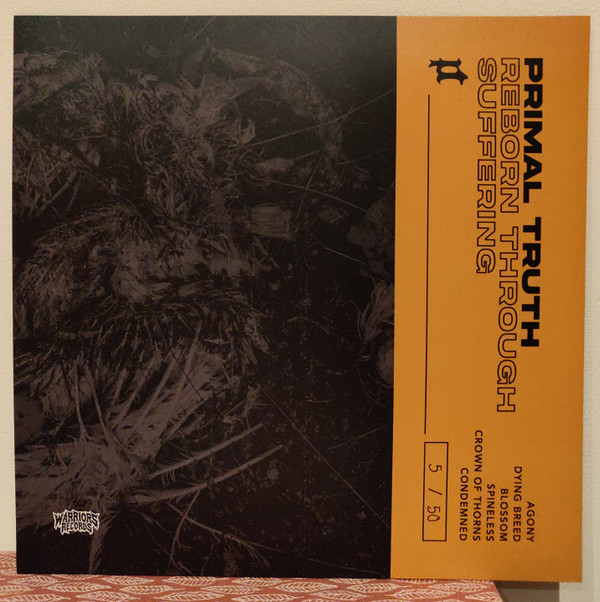 PRIMAL TRUTH
REBORN THROUGH
SUFFERING
AGONY
DYING BREED
BLOSSOM
SPINELESS
CROWN OF THORNS
CONDEMNED
5 / 50
WARRIORS
RECORDS